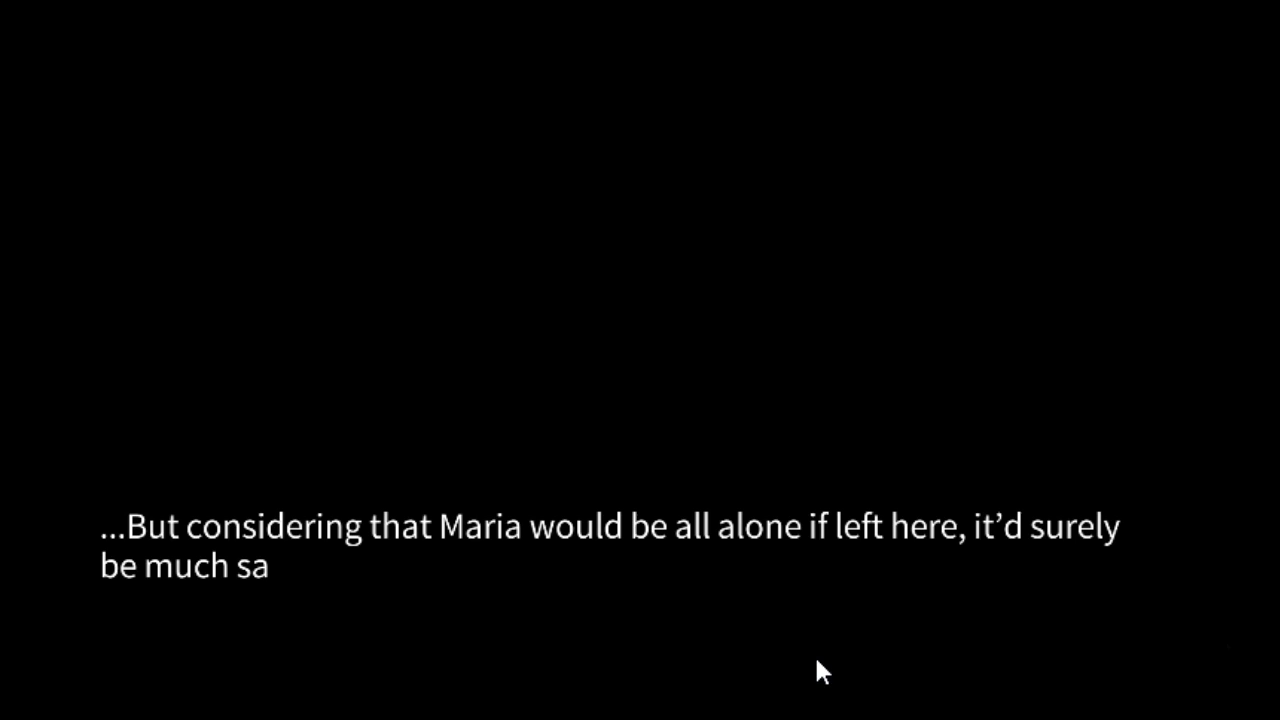 ...But considering that Maria would be all alone if left here, it’d surely
be much sa